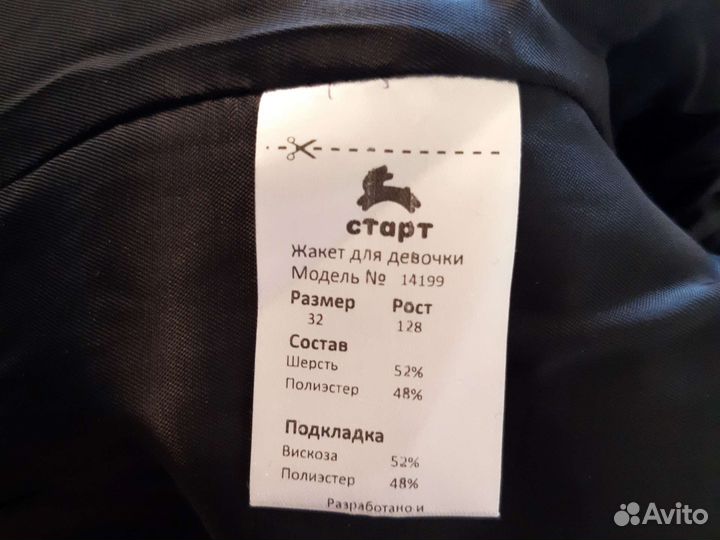 старт
Жакет для девочки
Модель № 14199
Размер Рост
32 128
Состав
Шерсть 52%
Полиэстер 48%
Подкладка
Вискоза 52%
Полиэстер 48%
Разработано и
Avito